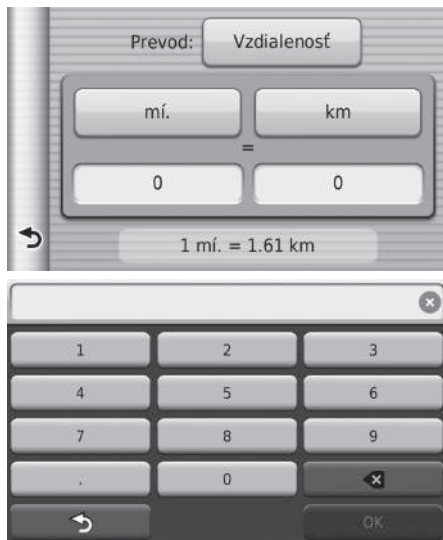 Prevod: Vzdialenosť
mí. km
=
0 0
1 mí. = 1.61 km
1 2 3
4 5 6
7 8 9
. 0
OK